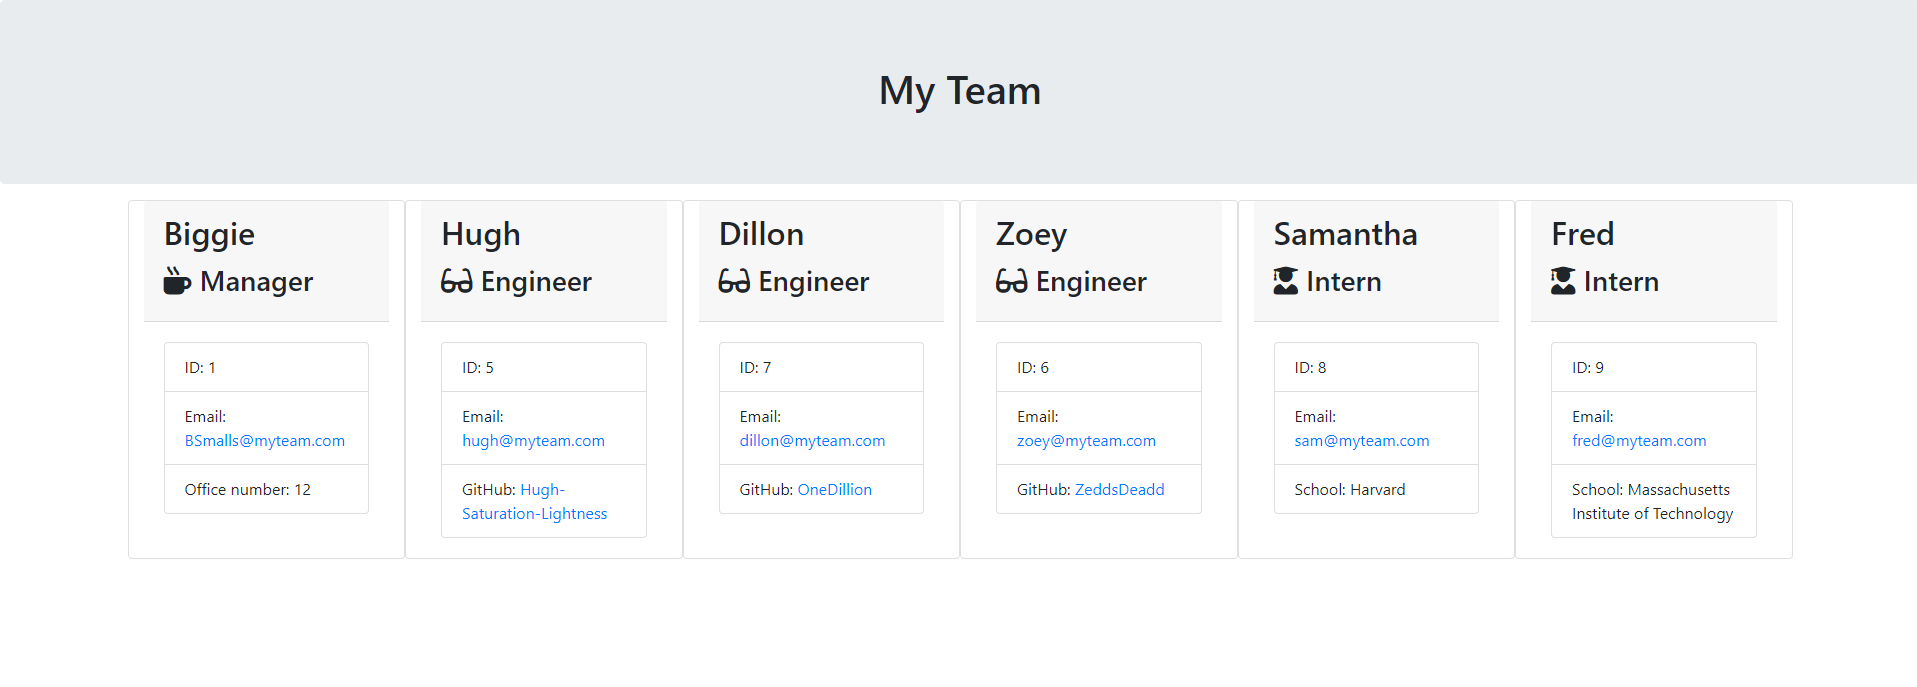 My Team
Biggie
Manager
ID: 1
Email:
BSmalls@myteam.com
Office number: 12
Hugh
Engineer
ID: 5
Email:
hugh@myteam.com
GitHub: Hugh-
Saturation-Lightness
Dillon
Engineer
ID: 7
Email:
dillon@myteam.com
GitHub: OneDillion
Zoey
Engineer
ID: 6
Email:
zoey@myteam.com
GitHub: ZeddsDeadd
Samantha
Intern
ID: 8
Email:
sam@myteam.com
School: Harvard
Fred
Intern
ID: 9
Email:
fred@myteam.com
School: Massachusetts
Institute of Technology